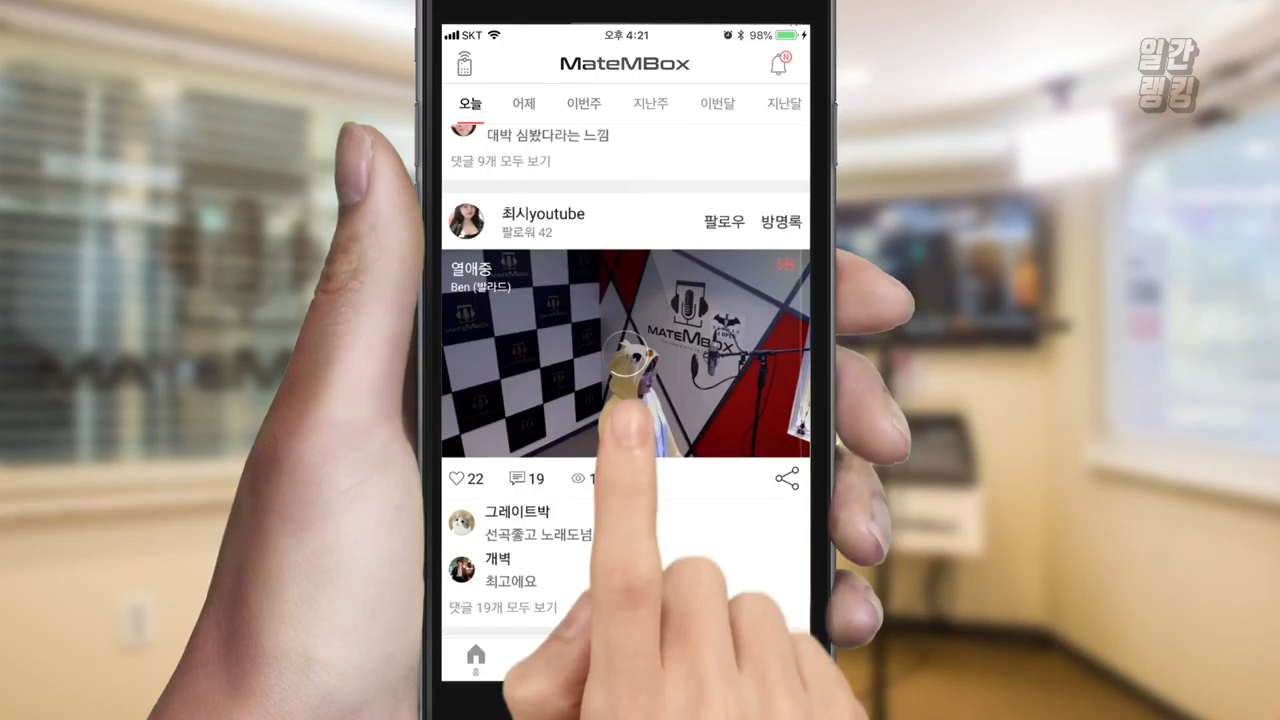 SKT
오후 4:21
98%
MateMBox
N
오늘 어제 이번주 지난주 이번달 지난달
대박 심봤다라는 느낌
댓글 9개 모두 보기
최시youtube
팔로워 42
팔로우 방명록
열애중
5등
Ben (발라드)
MATEMBOX
22 19 1
그레이트박
선곡좋고 노래도넘
개벽
최고에요
댓글 19개 모두 보기
홈
일간
랭킹